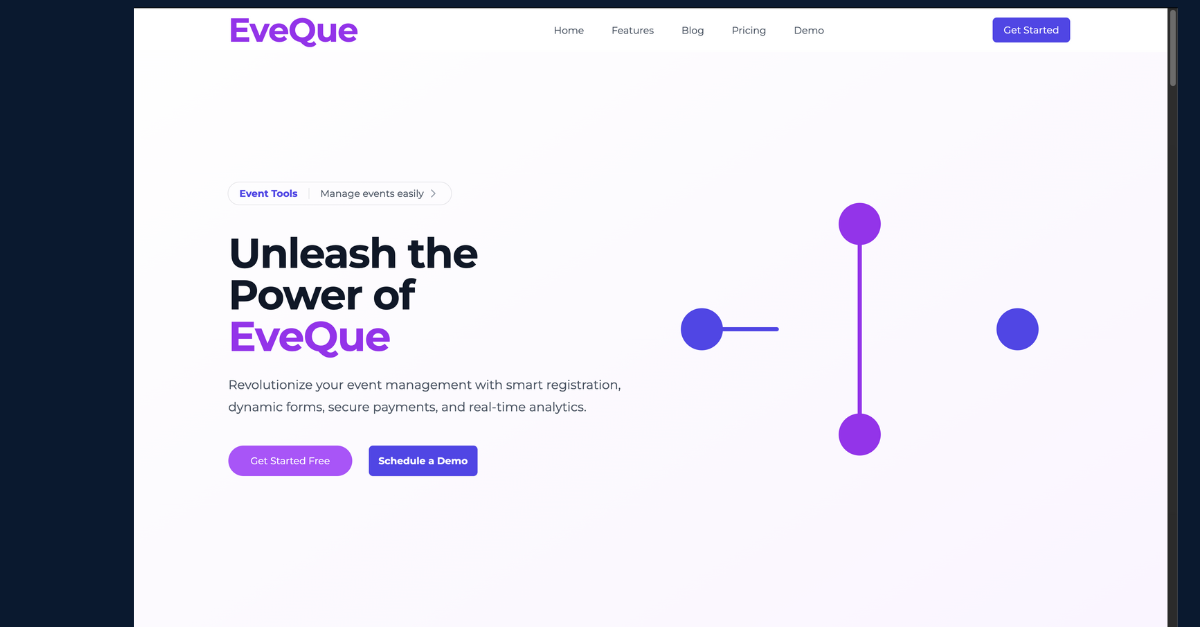 EveQue
Home Features Blog Pricing Demo
Get Started
Event Tools Manage events easily
Unleash the
Power of
EveQue
Revolutionize your event management with smart registration,
dynamic forms, secure payments, and real-time analytics.
Get Started Free
Schedule a Demo